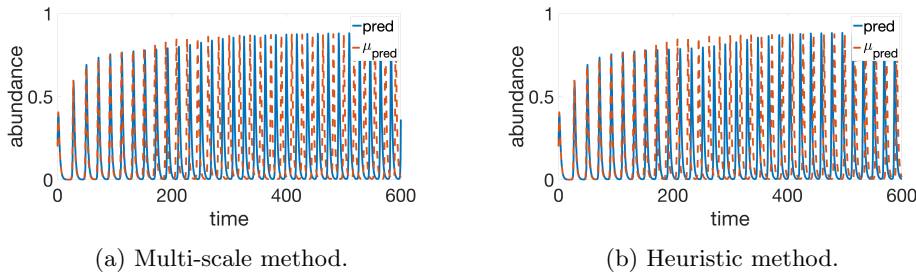 1
0.5
0
abundance
0
200
400
600
time
pred
μpred
(a) Multi-scale method.
1
0.5
0
abundance
0
200
400
600
time
pred
μpred
(b) Heuristic method.